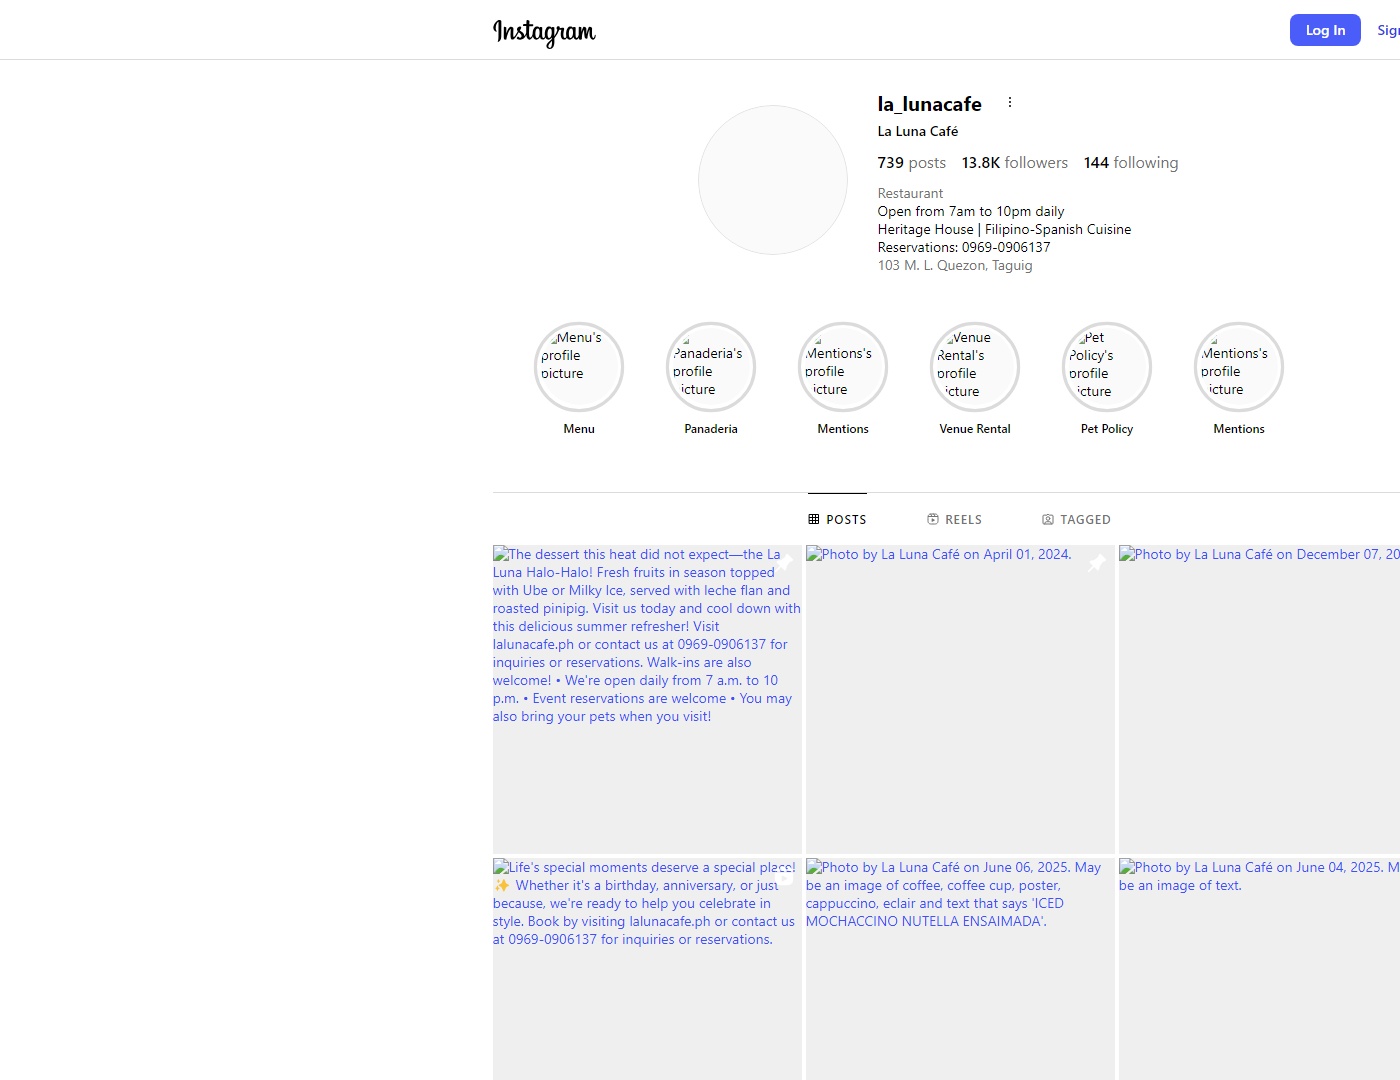 Instagram
Log In
la_lunacafe
La Luna Café
739 posts 13.8K followers 144 following
Restaurant
Open from 7am to 10pm daily
Heritage House | Filipino-Spanish Cuisine
Reservations: 0969-0906137
103 M. L. Quezon, Taguig
Menu's
profile
picture
Panaderia's
profile
picture
Mentions's
profile
picture
Venue
Rental's
profile
picture
Pet
Policy's
profile
picture
Mentions's
profile
picture
Menu
Panaderia
Mentions
Venue Rental
Pet Policy
Mentions
POSTS
REELS
TAGGED
The dessert this heat did not expect—the La
Luna Halo-Halo! Fresh fruits in season topped
with Ube or Milky Ice, served with leche flan and
roasted pinipig. Visit us today and cool down with
this delicious summer refresher! Visit
lalunacafe.ph or contact us at 0969-0906137 for
inquiries or reservations. Walk-ins are also
welcome! • We're open daily from 7 a.m. to 10
p.m. • Event reservations are welcome • You may
also bring your pets when you visit!
Photo by La Luna Café on April 01, 2024.
Photo by La Luna Café on December 07, 20
Life's special moments deserve a special place!
✨ Whether it's a birthday, anniversary, or just
because, we're ready to help you celebrate in
style. Book by visiting lalunacafe.ph or contact us
at 0969-0906137 for inquiries or reservations.
Photo by La Luna Café on June 06, 2025. May
be an image of coffee, coffee cup, poster,
cappuccino, eclair and text that says 'ICED
MOCHACCINO NUTELLA ENSAIMADA'.
Photo by La Luna Café on June 04, 2025.
be an image of text.